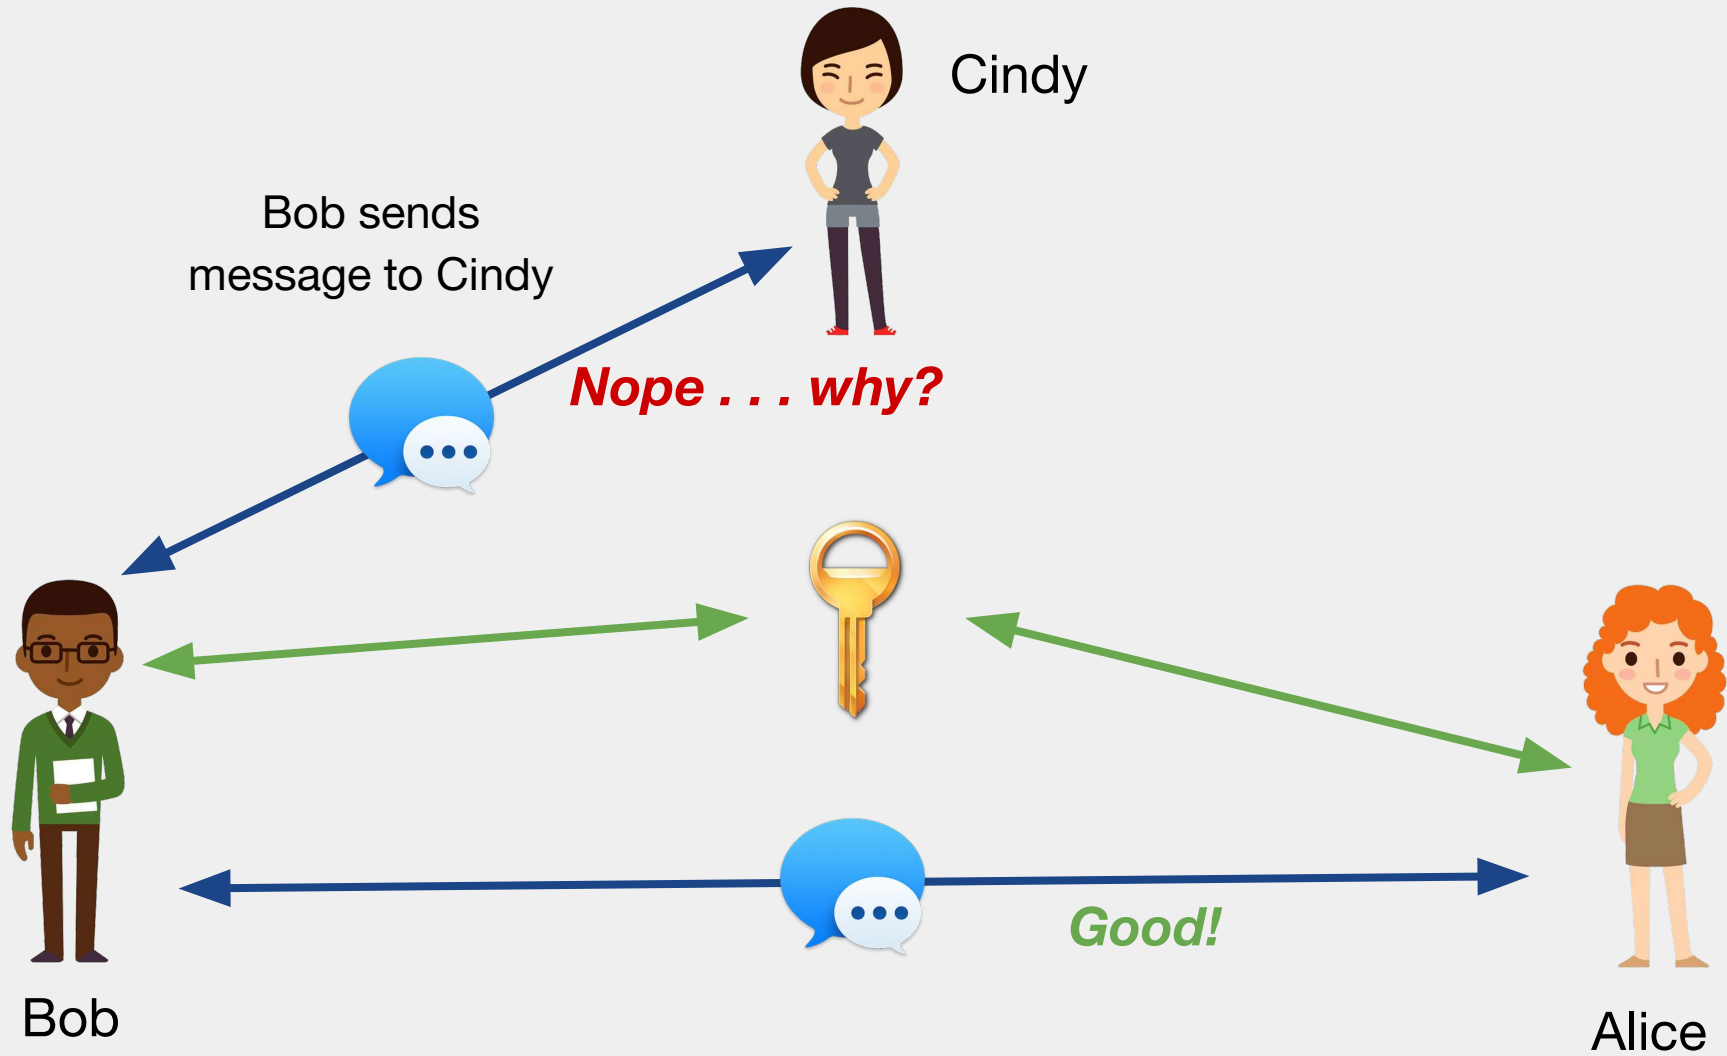 Cindy
Bob sends
message to Cindy
Nope . . . why?
Good!
Bob
Alice